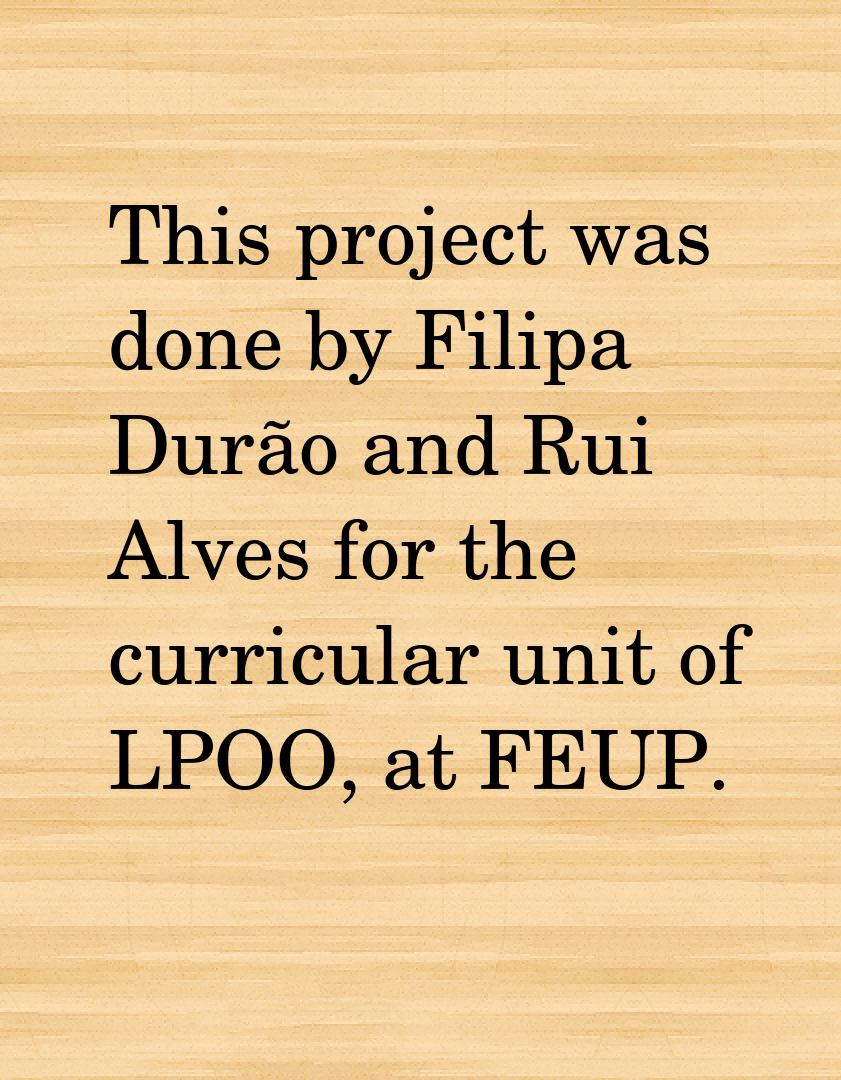 This project was
done by Filipa
Durão and Rui
Alves for the
curricular unit of
LPOO, at FEUP.